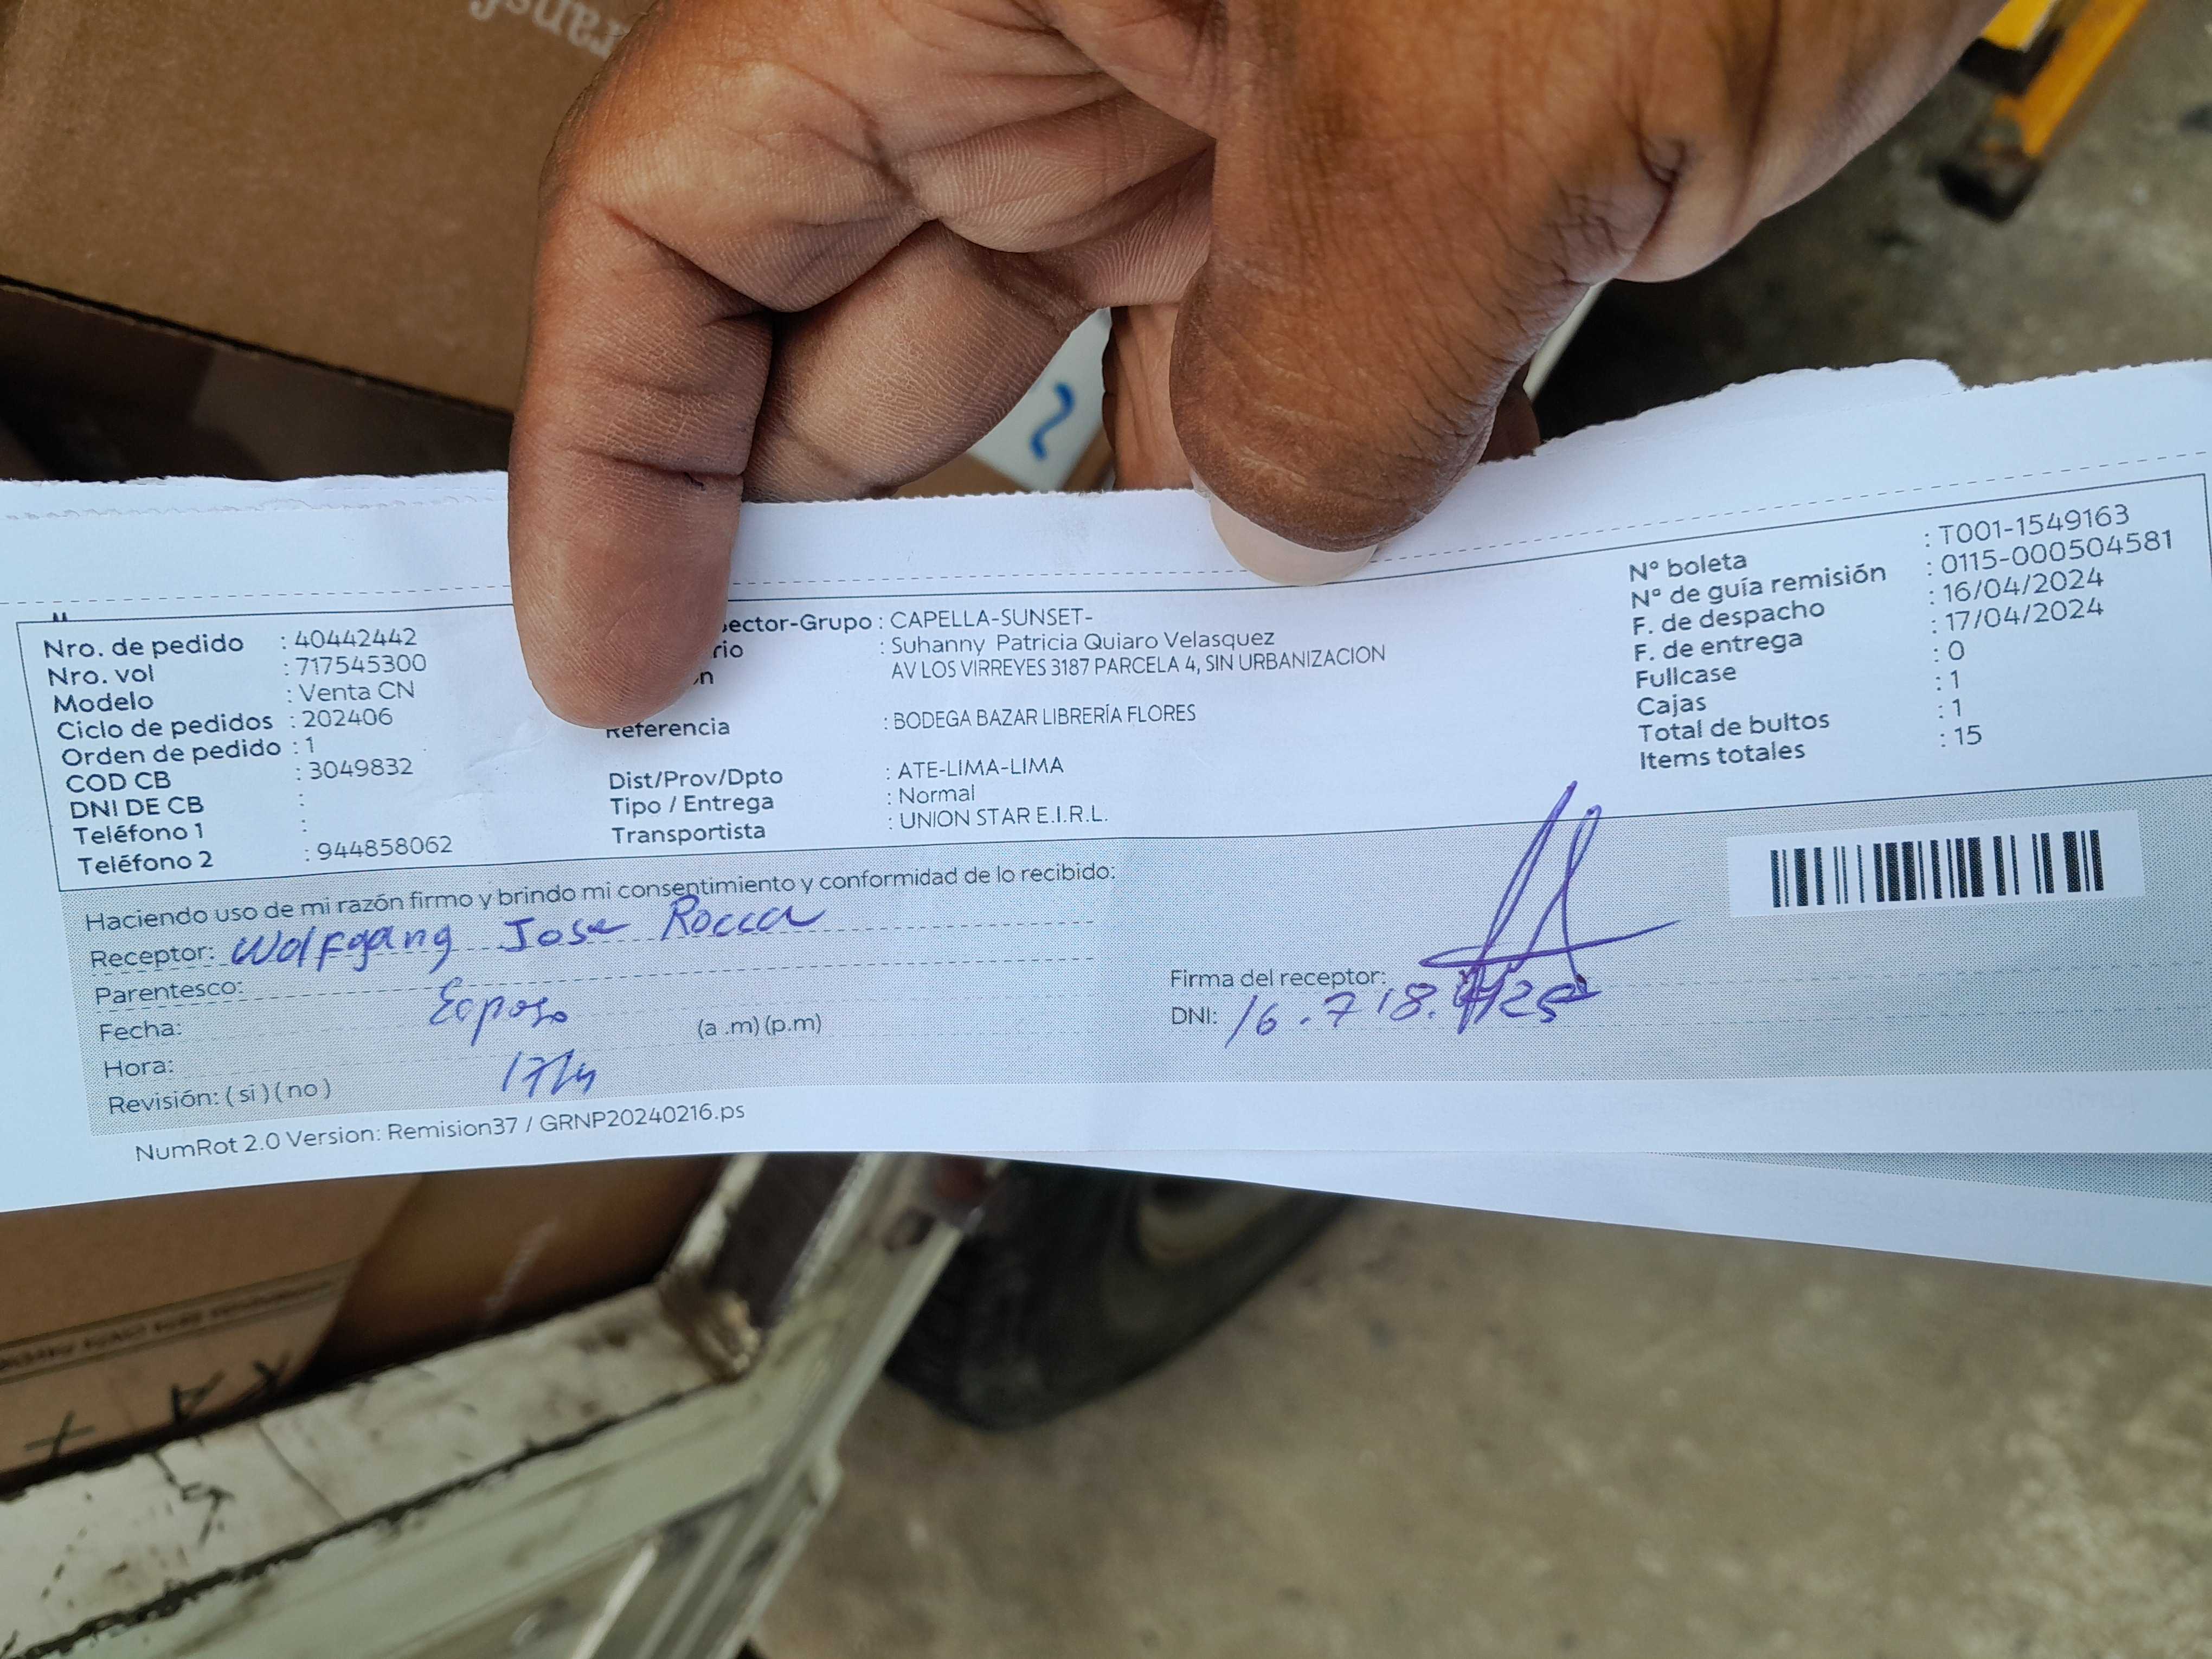 Nro. de pedido : 40442442
Nro. vol : 717545300
Modelo : Venta CN
Ciclo de pedidos : 202406
Orden de pedido : 1
COD CB : 3049832
DNI DE CB :
Teléfono 1 :
Teléfono 2 : 944858062
ector-Grupo : CAPELLA-SUNSET-
rio : Suhanny Patricia Quiaro Velasquez
n AV LOS VIRREYES 3187 PARCELA 4, SIN URBANIZACION
Referencia : BODEGA BAZAR LIBRERÍA FLORES
Dist/Prov/Dpto : ATE-LIMA-LIMA
Tipo / Entrega : Normal
Transportista : UNION STAR E.I.R.L.
Nº boleta : T001-1549163
Nº de guía remisión : 0115-000504581
F. de despacho : 16/04/2024
F. de entrega : 17/04/2024
Fullcase : 0
Cajas : 1
Total de bultos : 1
Items totales : 15
Haciendo uso de mi razón firmo y brindo mi consentimiento y conformidad de lo recibido:
Receptor: Wolfgang Jose Rocca
Parentesco: Esposo
Fecha: 17/4
Hora: (a .m) (p.m)
Revisión: ( si ) ( no )
Firma del receptor:
DNI: 16.718.
NumRot 2.0 Version: Remision37 / GRNP20240216.ps